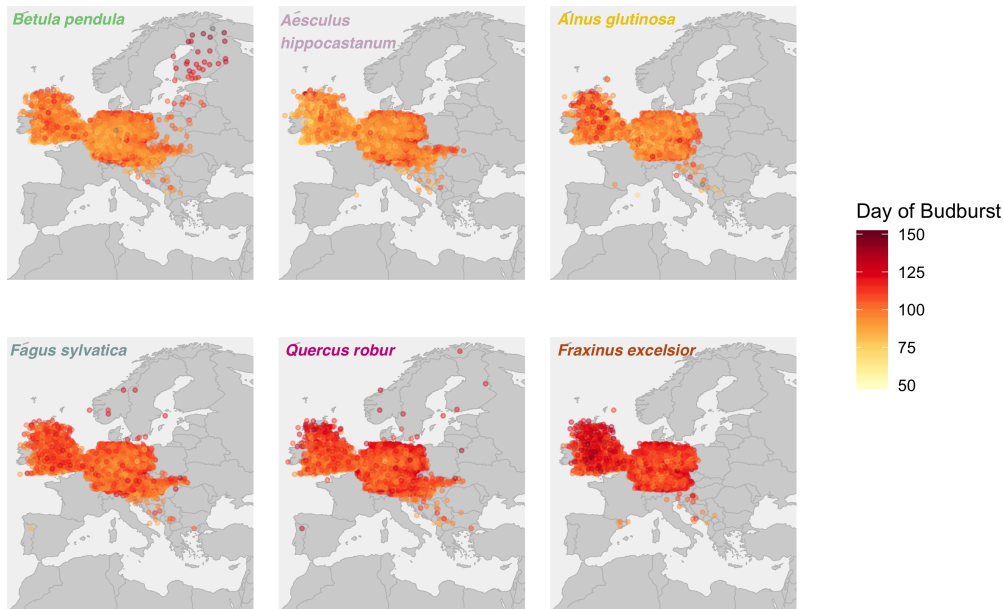 Betula pendula
Aesculus
hippocastanum
Alnus glutinosa
Day of Budburst
150
125
100
75
50
Fagus sylvatica
Quercus robur
Fraxinus excelsior